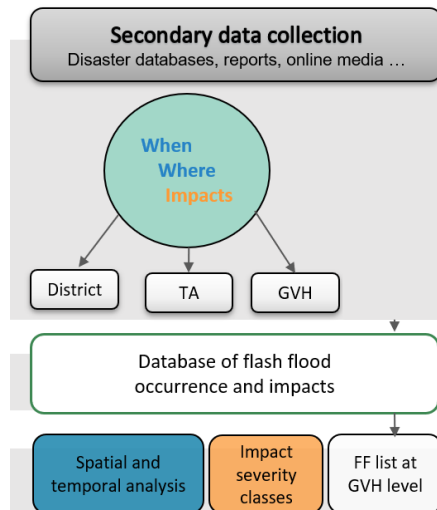 Secondary data collection
Disaster databases, reports, online media ...
When
Where
Impacts
District
TA
GVH
Database of flash flood
occurrence and impacts
Spatial and
temporal analysis
Impact
severity
classes
FF list at
GVH level